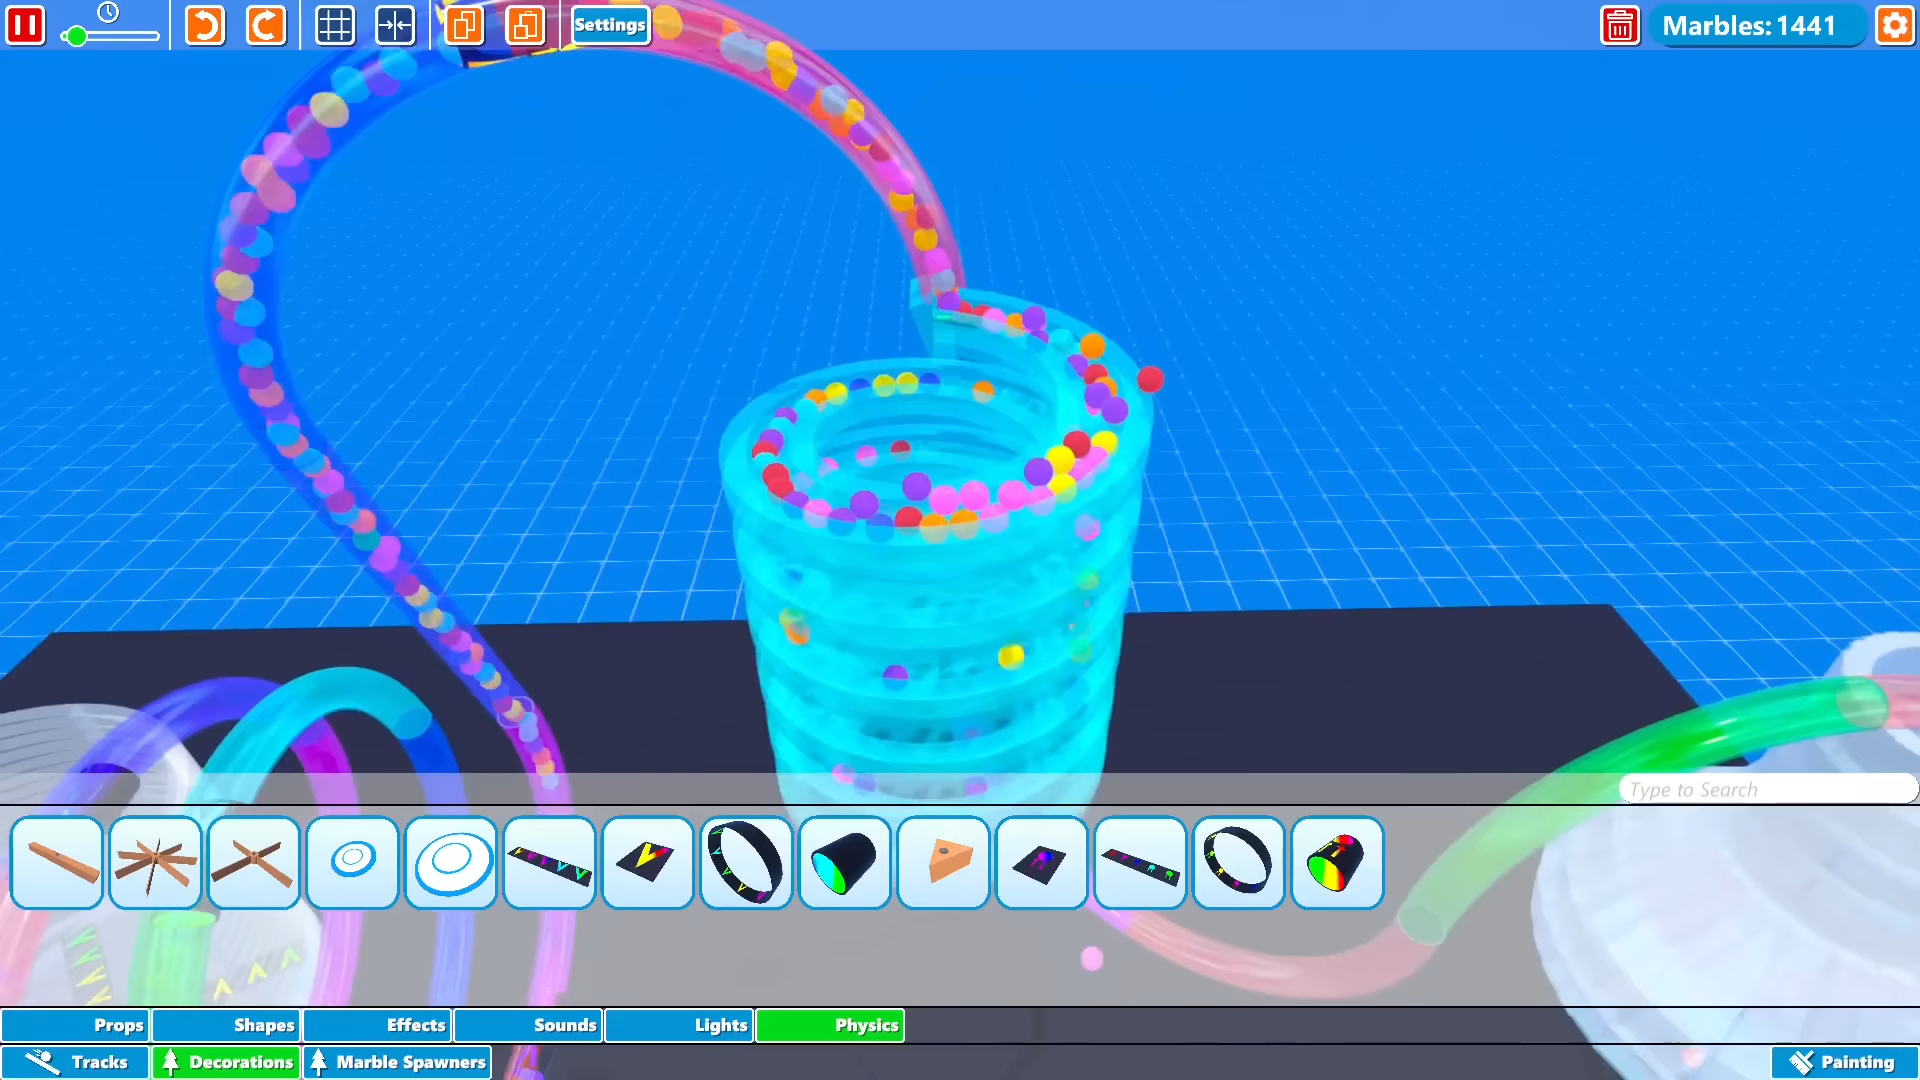 Settings
Marbles: 1441
Type to Search
Props
Shapes
Effects
Sounds
Lights
Physics
Tracks
Decorations
Marble Spawners
Painting